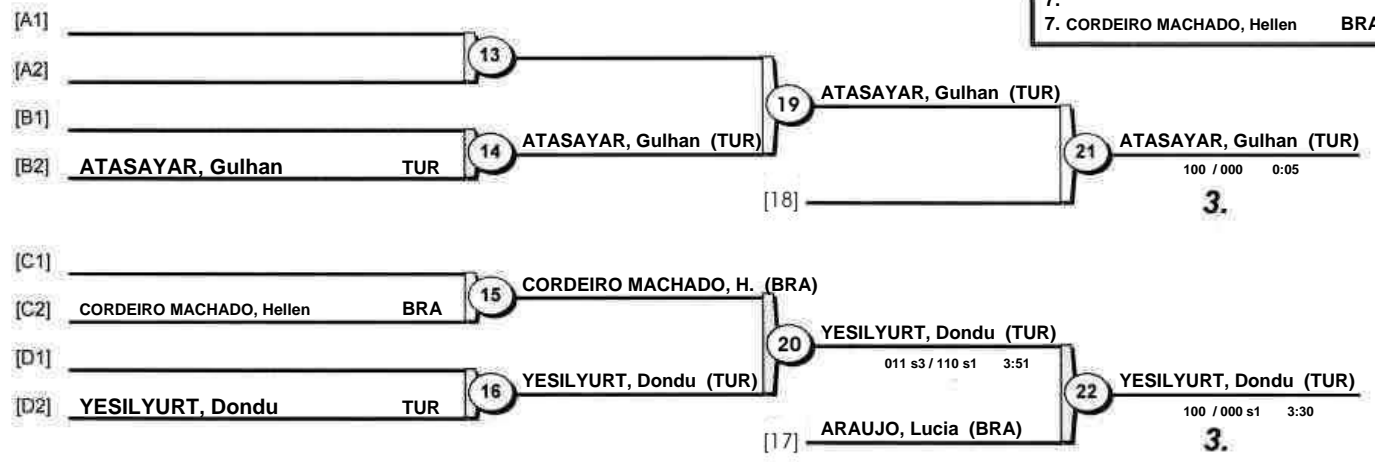 7.
7. CORDEIRO MACHADO, Hellen BRA
[A1]
13
[A2]
ATASAYAR, Gulhan (TUR)
19
[B1]
ATASAYAR, Gulhan (TUR)
14
ATASAYAR, Gulhan (TUR)
21
[B2] ATASAYAR, Gulhan TUR
100 / 000 0:05
[18]
3.
[C1]
CORDEIRO MACHADO, H. (BRA)
15
[C2] CORDEIRO MACHADO, Hellen BRA
YESILYURT, Dondu (TUR)
20
[D1]
011 s3 / 110 s1 3:51
YESILYURT, Dondu (TUR)
16
YESILYURT, Dondu (TUR)
22
[D2] YESILYURT, Dondu TUR
100 / 000 s1 3:30
[17] ARAUJO, Lucia (BRA)
3.